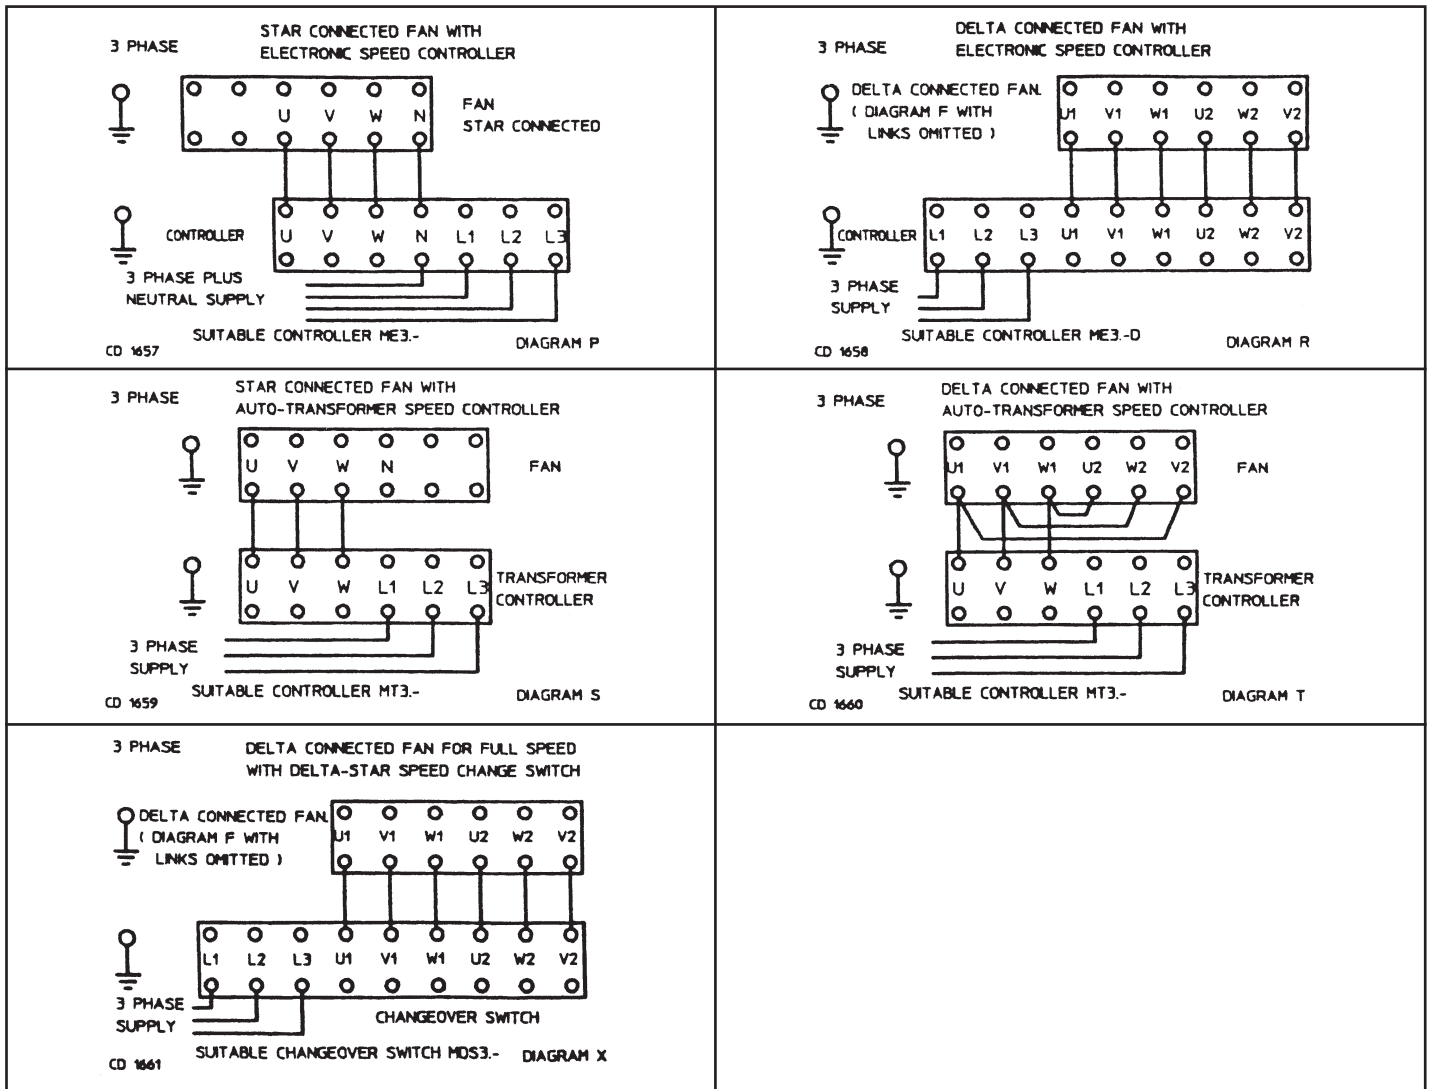 3 PHASE
STAR CONNECTED FAN WITH
ELECTRONIC SPEED CONTROLLER
U V W N
FAN
STAR CONNECTED
CONTROLLER
U V W N L1 L2 L3
3 PHASE PLUS
NEUTRAL SUPPLY
SUITABLE CONTROLLER ME3.-
CD 1657
DIAGRAM P
3 PHASE
DELTA CONNECTED FAN WITH
ELECTRONIC SPEED CONTROLLER
DELTA CONNECTED FAN.
( DIAGRAM F WITH
LINKS OMITTED )
U1 V1 W1 U2 W2 V2
CONTROLLER
L1 L2 L3 U1 V1 W1 U2 W2 V2
3 PHASE
SUPPLY
SUITABLE CONTROLLER ME3.-D
CD 1658
DIAGRAM R
3 PHASE
STAR CONNECTED FAN WITH
AUTO-TRANSFORMER SPEED CONTROLLER
U V W N
FAN
U V W L1 L2 L3
TRANSFORMER
CONTROLLER
3 PHASE
SUPPLY
SUITABLE CONTROLLER MT3.-
CD 1659
DIAGRAM S
3 PHASE
DELTA CONNECTED FAN WITH
AUTO-TRANSFORMER SPEED CONTROLLER
U1 V1 W1 U2 W2 V2
FAN
U V W L1 L2 L3
TRANSFORMER
CONTROLLER
3 PHASE
SUPPLY
SUITABLE CONTROLLER MT3.-
CD 1660
DIAGRAM T
3 PHASE
DELTA CONNECTED FAN FOR FULL SPEED
WITH DELTA-STAR SPEED CHANGE SWITCH
DELTA CONNECTED FAN.
( DIAGRAM F WITH
LINKS OMITTED )
U1 V1 W1 U2 W2 V2
L1 L2 L3 U1 V1 W1 U2 W2 V2
3 PHASE
SUPPLY
CHANGEOVER SWITCH
SUITABLE CHANGEOVER SWITCH MDS3.-
CD 1661
DIAGRAM X